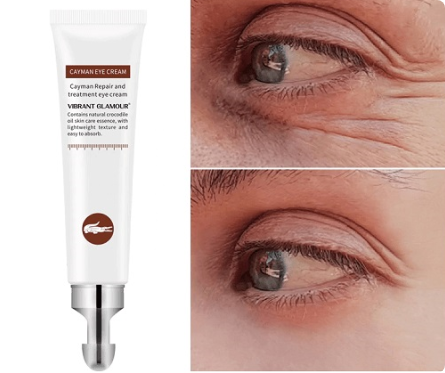 CAYMAN EYE CREAM
Cayman Repair and
treatment eye cream
VIBRANT GLAMOUR®
Contains natural crocodile
oil skin care essence, with
lightweight texture and
easy to absorb.